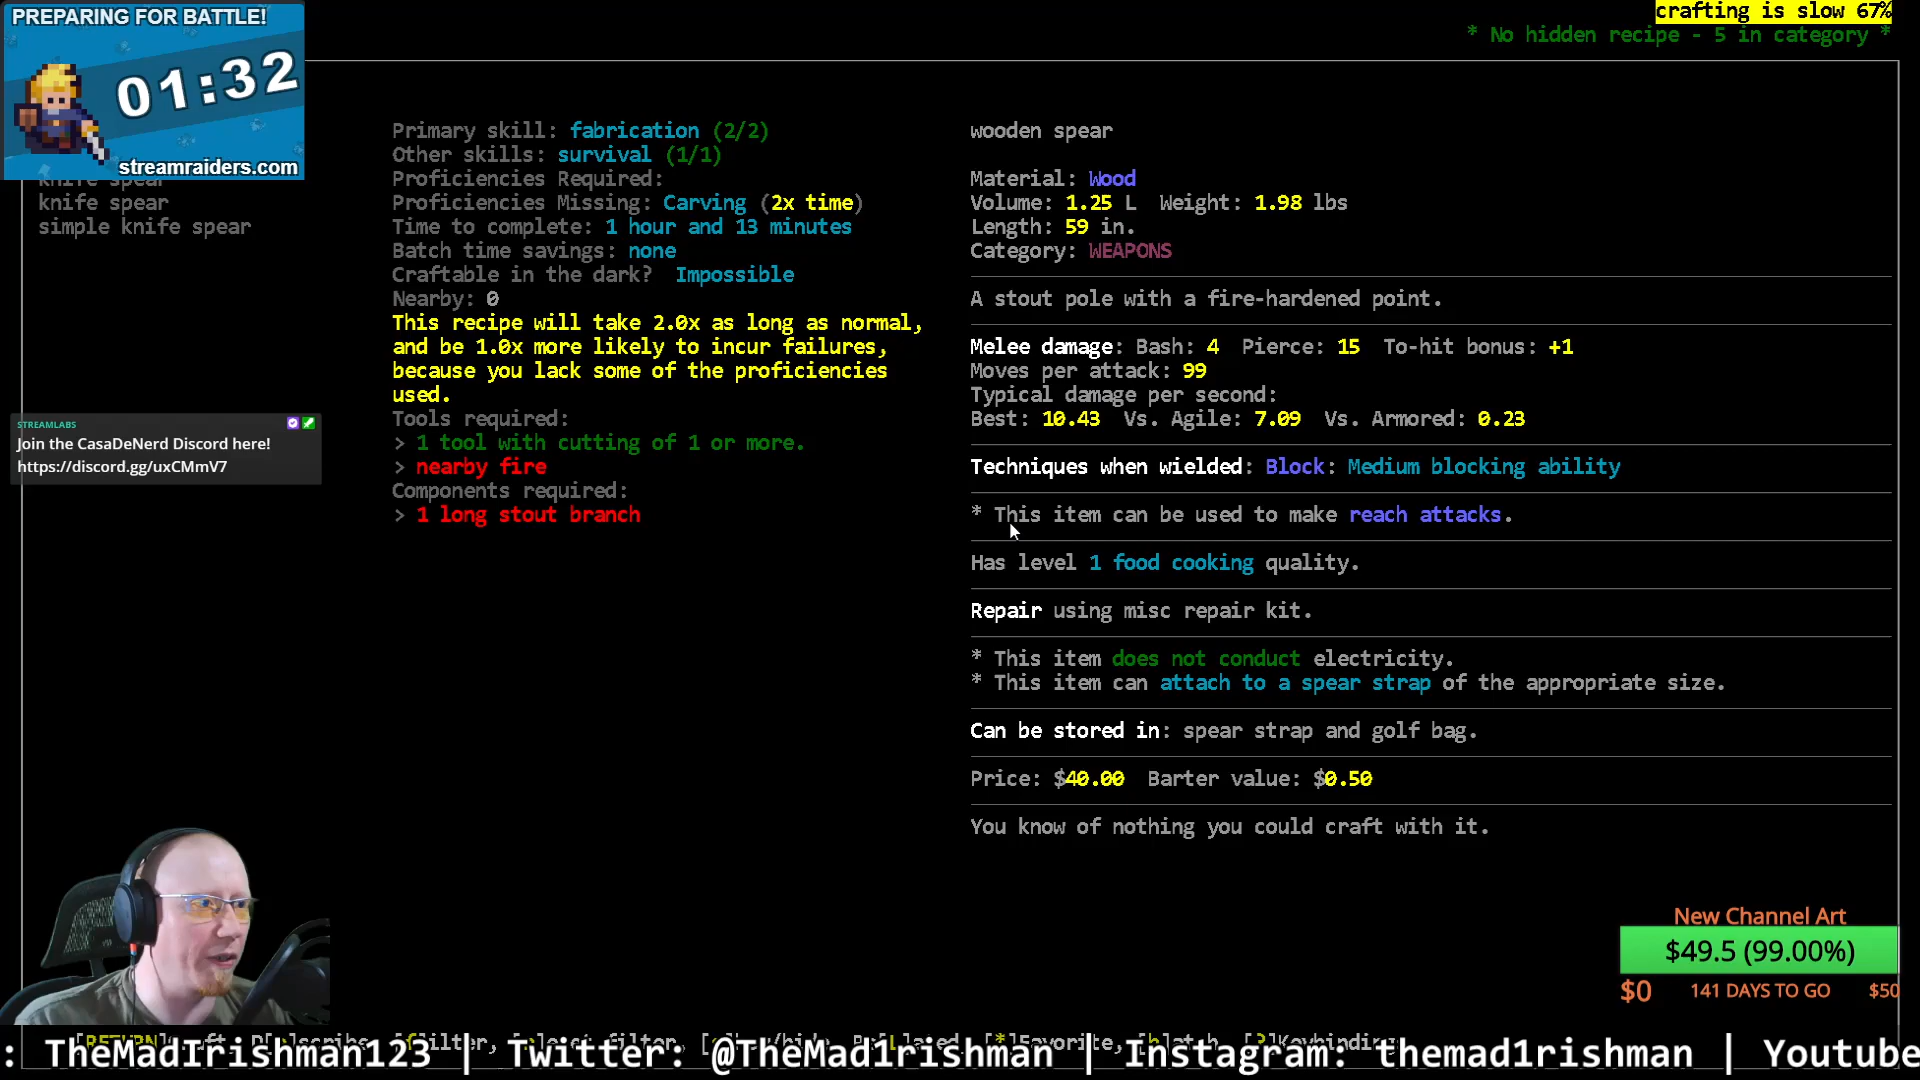 PREPARING FOR BATTLE!
01:32
streamraiders.com
crafting is slow 67%
* No hidden recipe - 5 in category *
knife spear
knife spear
simple knife spear
Primary skill: fabrication (2/2)
Other skills: survival (1/1)
Proficiencies Required:
Proficiencies Missing: Carving (2x time)
Time to complete: 1 hour and 13 minutes
Batch time savings: none
Craftable in the dark? Impossible
Nearby: 0
This recipe will take 2.0x as long as normal,
and be 1.0x more likely to incur failures,
because you lack some of the proficiencies
used.
Tools required:
> 1 tool with cutting of 1 or more.
> nearby fire
Components required:
> 1 long stout branch
wooden spear
Material: Wood
Volume: 1.25 L Weight: 1.98 lbs
Length: 59 in.
Category: WEAPONS
A stout pole with a fire-hardened point.
Melee damage: Bash: 4 Pierce: 15 To-hit bonus: +1
Moves per attack: 99
Typical damage per second:
Best: 10.43 Vs. Agile: 7.09 Vs. Armored: 0.23
Techniques when wielded: Block: Medium blocking ability
* This item can be used to make reach attacks.
Has level 1 food cooking quality.
Repair using misc repair kit.
* This item does not conduct electricity.
* This item can attach to a spear strap of the appropriate size.
Can be stored in: spear strap and golf bag.
Price: $40.00 Barter value: $0.50
You know of nothing you could craft with it.
STREAMLABS
Join the CasaDeNerd Discord here!
https://discord.gg/uxCMmV7
New Channel Art
$49.5 (99.00%)
$0 141 DAYS TO GO $50
: TheMadIrishman123 | Twitter: @TheMad1rishman | Instagram: themad1rishman | Youtube